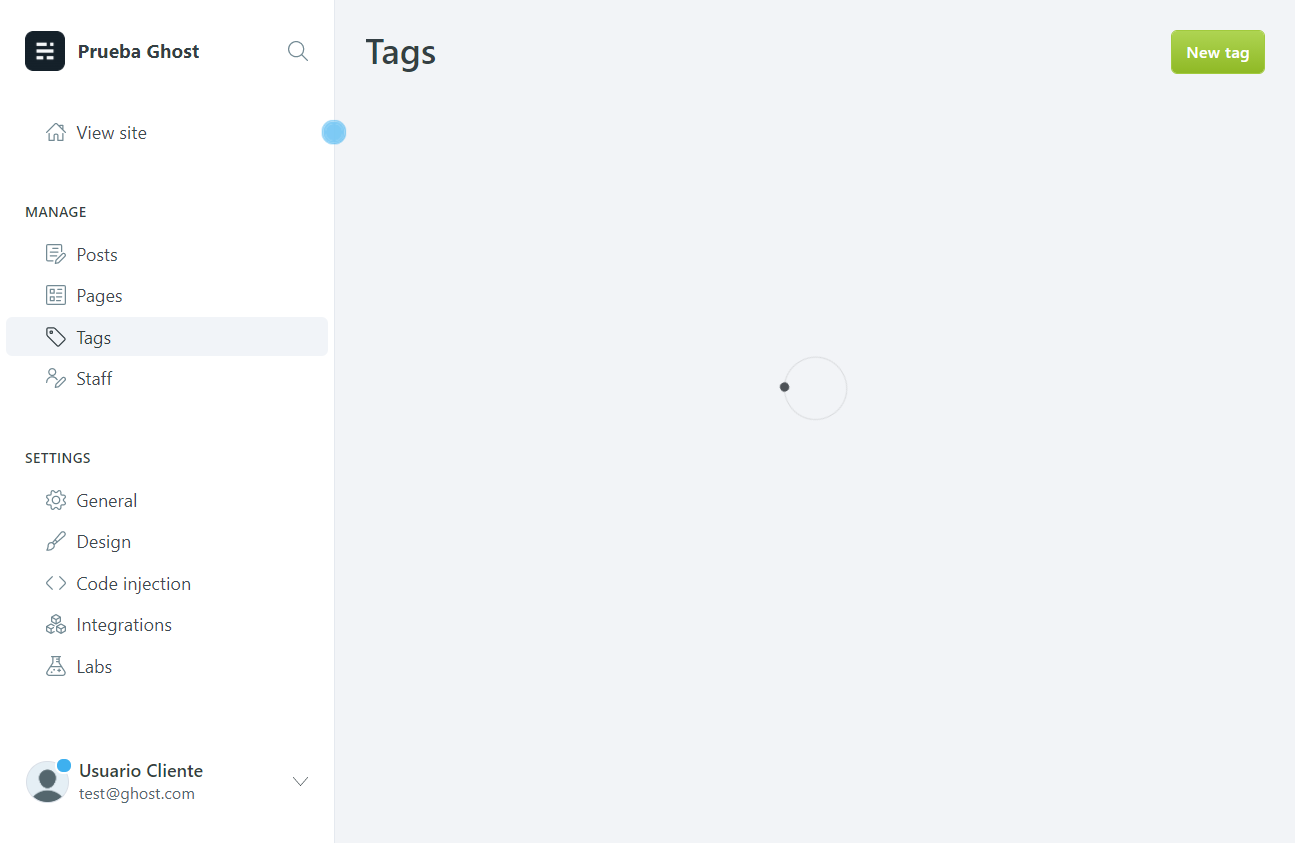 Prueba Ghost
View site
MANAGE
Posts
Pages
Tags
Staff
SETTINGS
General
Design
Code injection
Integrations
Labs
Usuario Cliente
test@ghost.com
Tags
New tag